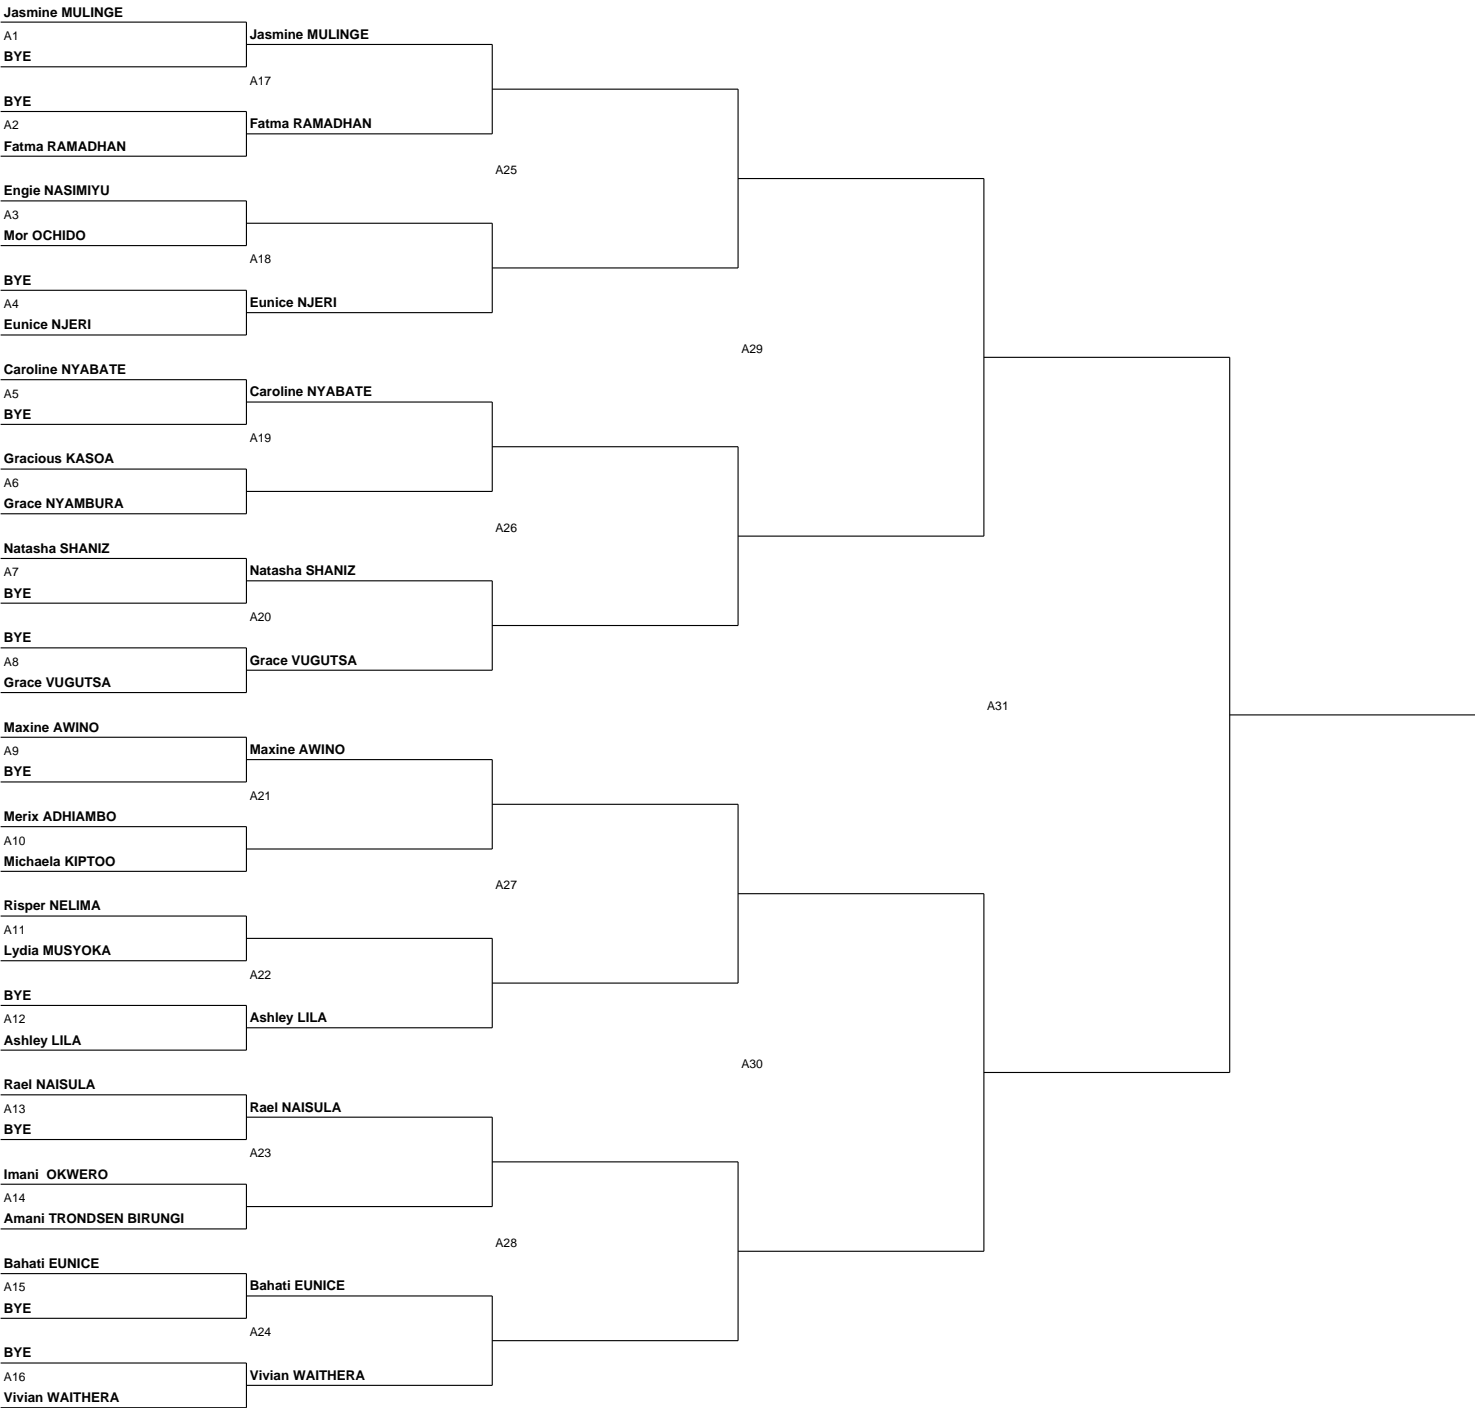 Jasmine MULINGE
A1
Jasmine MULINGE
BYE
A17
BYE
A2
Fatma RAMADHAN
Fatma RAMADHAN
A25
Engie NASIMIYU
A3
Mor OCHIDO
A18
BYE
A4
Eunice NJERI
Eunice NJERI
A29
Caroline NYABATE
A5
Caroline NYABATE
BYE
A19
Gracious KASOA
A6
Grace NYAMBURA
A26
Natasha SHANIZ
A7
Natasha SHANIZ
BYE
A20
BYE
A8
Grace VUGUTSA
Grace VUGUTSA
A31
Maxine AWINO
A9
Maxine AWINO
BYE
A21
Merix ADHIAMBO
A10
Michaela KIPTOO
A27
Risper NELIMA
A11
Lydia MUSYOKA
A22
BYE
A12
Ashley LILA
Ashley LILA
A30
Rael NAISULA
A13
Rael NAISULA
BYE
A23
Imani  OKWERO
A14
Amani TRONDSEN BIRUNGI
A28
Bahati EUNICE
A15
Bahati EUNICE
BYE
A24
BYE
A16
Vivian WAITHERA
Vivian WAITHERA